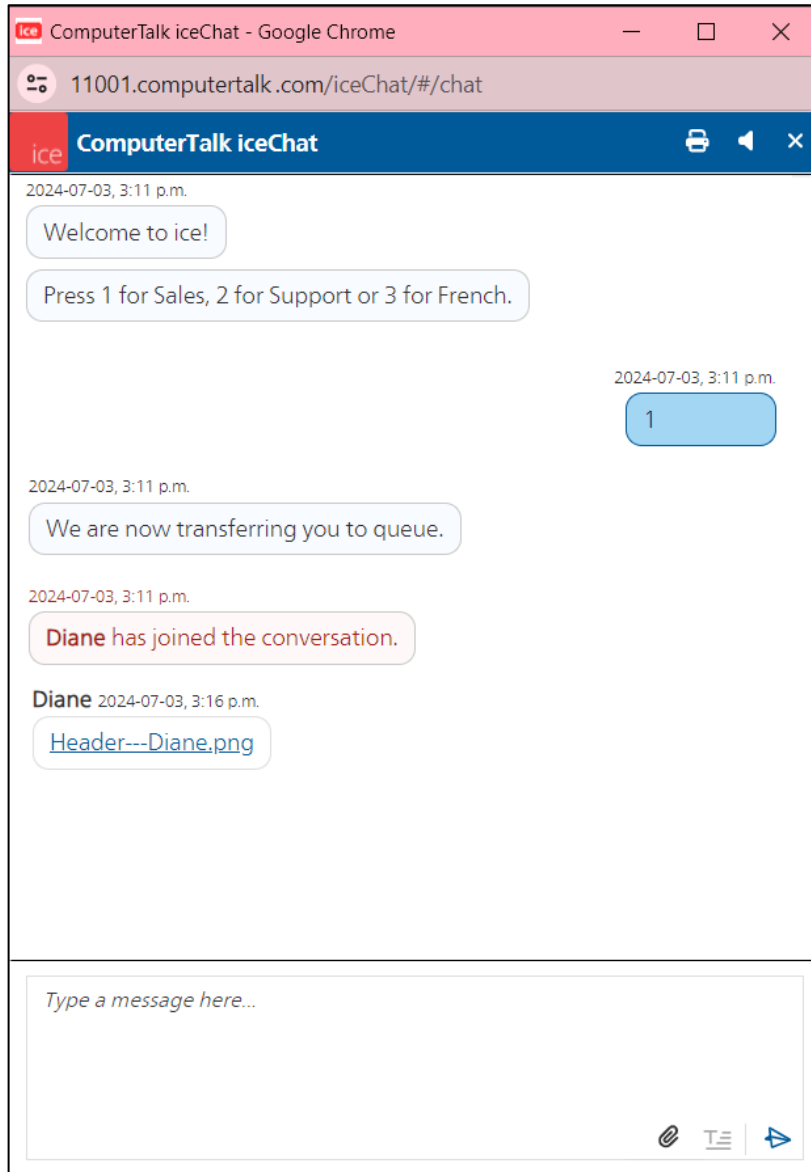 ice ComputerTalk iceChat - Google Chrome
11001.computertalk.com/iceChat/#/chat
ice ComputerTalk iceChat
2024-07-03, 3:11 p.m.
Welcome to ice!
Press 1 for Sales, 2 for Support or 3 for French.
2024-07-03, 3:11 p.m.
1
2024-07-03, 3:11 p.m.
We are now transferring you to queue.
2024-07-03, 3:11 p.m.
Diane has joined the conversation.
Diane 2024-07-03, 3:16 p.m.
Header---Diane.png
Type a message here...